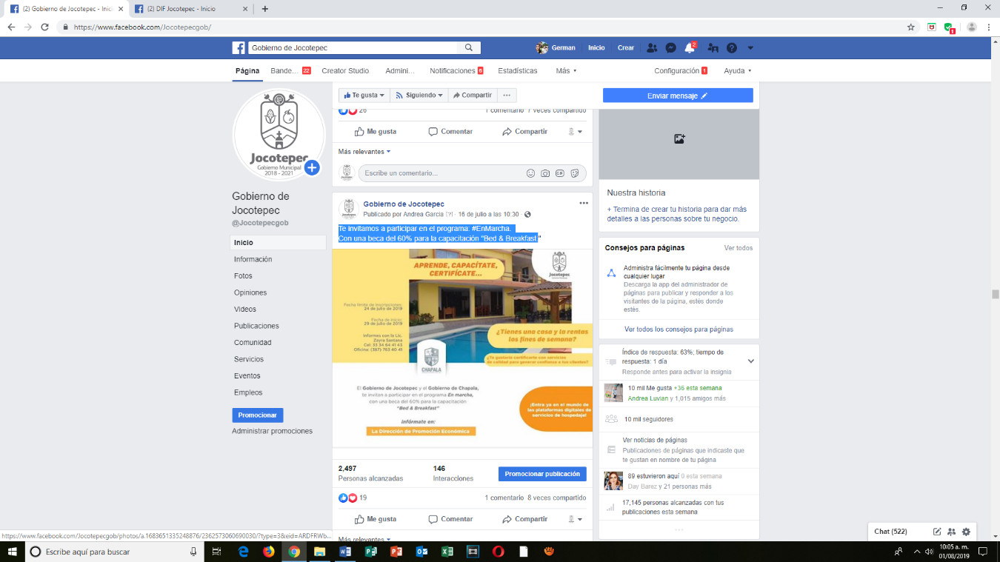 (2) Gobierno de Jocotepec - Inic
(2) DIF Jocotepec - Inicio
https://www.facebook.com/Jocotepecgob/
Gobierno de Jocotepec
German
Inicio
Crear
2
Página
Bande... 22
Creator Studio
Admini...
Notificaciones 6
Estadísticas
Más
Configuración 1
Ayuda
Te gusta
Siguiendo
Compartir
Enviar mensaje
26
1 comentario 7 veces compartido
Me gusta
Comentar
Compartir
Más relevantes
Escribe un comentario...
GIF
Jocotepec
Gobierno Municipal
2018 - 2021
Gobierno de
Jocotepec
@Jocotepecgob
Inicio
Información
Fotos
Opiniones
Videos
Publicaciones
Comunidad
Servicios
Eventos
Empleos
Promocionar
Administrar promociones
Gobierno de Jocotepec
Publicado por Andrea Garcia [?] · 16 de julio a las 10:30 ·
Te invitamos a participar en el programa: #EnMarcha.
Con una beca del 60% para la capacitación "Bed & Breakfast."
APRENDE, CAPACÍTATE,
CERTIFÍCATE...
Jocotepec
Fecha límite de inscripciones:
24 de julio de 2019
Fecha de inicio:
29 de julio de 2019
Informes con la Lic.
Zayra Santana
Cel: 33 34 64 41 43
Oficina: (387) 763 40 41
¿Tienes una casa y la rentas
los fines de semana?
¿Te gustaría certificarte con servicios
de calidad para generar confianza a tus clientes?
CHAPALA
El Gobierno de Jocotepec y el Gobierno de Chapala,
te invitan a participar en el programa En marcha,
con una beca del 60% para la capacitación
"Bed & Breakfast"
Infórmate en:
La Dirección de Promoción Económica
¡Entra ya en el mundo de
las plataformas digitales de
servicios de hospedaje!
2,497
Personas alcanzadas
146
Interacciones
Promocionar publicación
19
1 comentario 8 veces compartido
Me gusta
Comentar
Compartir
Más relevantes
Nuestra historia
+ Termina de crear tu historia para dar más
detalles a las personas sobre tu negocio.
Consejos para páginas
Ver todos
Administra fácilmente tu página desde
cualquier lugar
Descarga la app del administrador de
páginas para publicar y responder a los
visitantes de la página, estés donde
estés.
Ver todos los consejos para páginas
Índice de respuesta: 63%; tiempo de
respuesta: 1 día
Responde antes para activar la insignia
10 mil Me gusta +36 esta semana
Andrea Luvian y 1,015 amigos más
10 mil seguidores
Ver noticias de páginas
Publicaciones de páginas que indicaste que
te gustan en nombre de tu página
89 estuvieron aquí 0 esta semana
Day Barez y 21 personas más
17,145 personas alcanzadas con tus
publicaciones esta semana
Chat (522)
https://www.facebook.com/Jocotepecgob/photos/a.1683651335248876/2362573060690030/?type=3&eid=ARDFRWb...
Escribe aquí para buscar
10:05 a. m.
01/08/2019